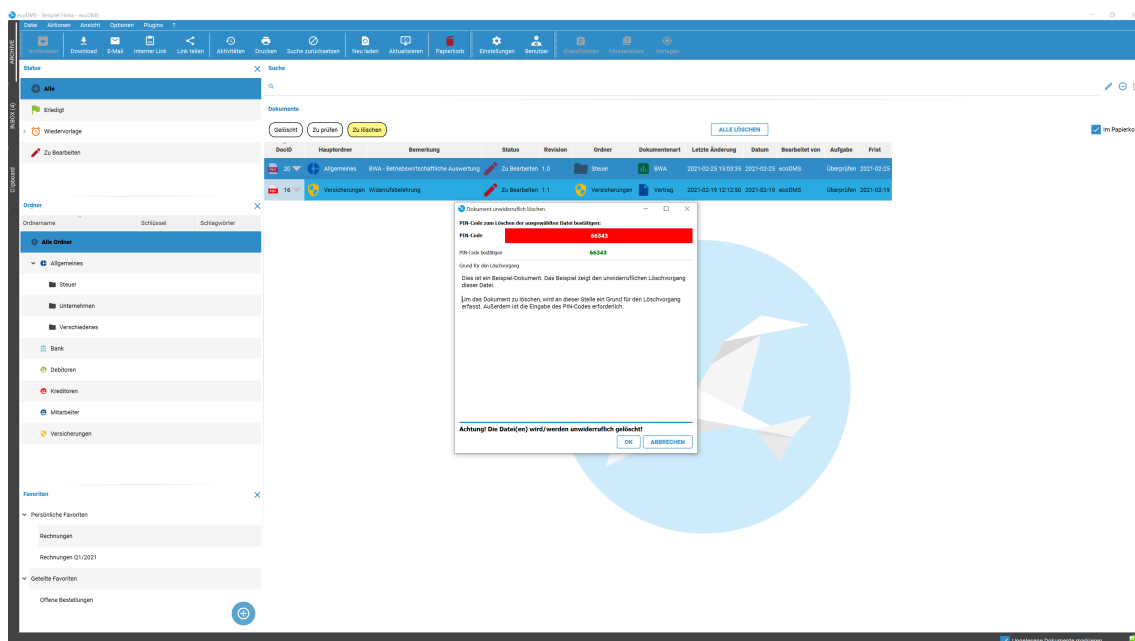 ecoDMS - Beispiel Firma - ecoDMS
Datei Aktionen Ansicht Optionen Plugins ?
Archivieren Download E-Mail Interner Link Link teilen Aktivitäten Drucken Suche zurücksetzen Neu laden Aktualisieren Papierkorb Einstellungen Benutzer Klassifizieren Massenklass. Vorlagen
ARCHIVE
INBOX (4)
Clipboard
Status
Alle
Erledigt
Wiedervorlage
Zu Bearbeiten
Ordner
Ordnername Schlüssel Schlagwörter
Alle Ordner
Allgemeines
Steuer
Unternehmen
Verschiedenes
Bank
Debitoren
Kreditoren
Mitarbeiter
Versicherungen
Favoriten
Persönliche Favoriten
Rechnungen
Rechnungen Q1/2021
Geteilte Favoriten
Offene Bestellungen
Suche
Dokumente
Gelöscht Zu prüfen Zu löschen ALLE LÖSCHEN Im Papierko
DocID Hauptordner Bemerkung Status Revision Ordner Dokumentenart Letzte Änderung Datum Bearbeitet von Aufgabe Frist
20 Allgemeines BWA - Betriebswirtschaftliche Auswertung Zu Bearbeiten 1.0 Steuer BWA 2021-02-25 15:03:35 2021-02-25 ecoDMS Überprüfen 2021-02-25
16 Versicherungen Widerrufsbelehrung Zu Bearbeiten 1.1 Versicherungen Vertrag 2021-02-19 12:12:50 2021-02-19 ecoDMS Überprüfen 2021-02-19
Dokument unwiderruflich löschen
PIN-Code zum Löschen der ausgewählten Datei bestätigen:
PIN-Code 66343
PIN-Code bestätigen 66343
Grund für den Löschvorgang
Dies ist ein Beispiel-Dokument. Das Beispiel zeigt den unwiderruflichen Löschvorgang
dieser Datei.
Um das Dokument zu löschen, wird an dieser Stelle ein Grund für den Löschvorgang
erfasst. Außerdem ist die Eingabe des PIN-Codes erforderlich.
Achtung! Die Datei(en) wird/werden unwiderruflich gelöscht!
OK ABBRECHEN
Ungelesene Dokumente markieren